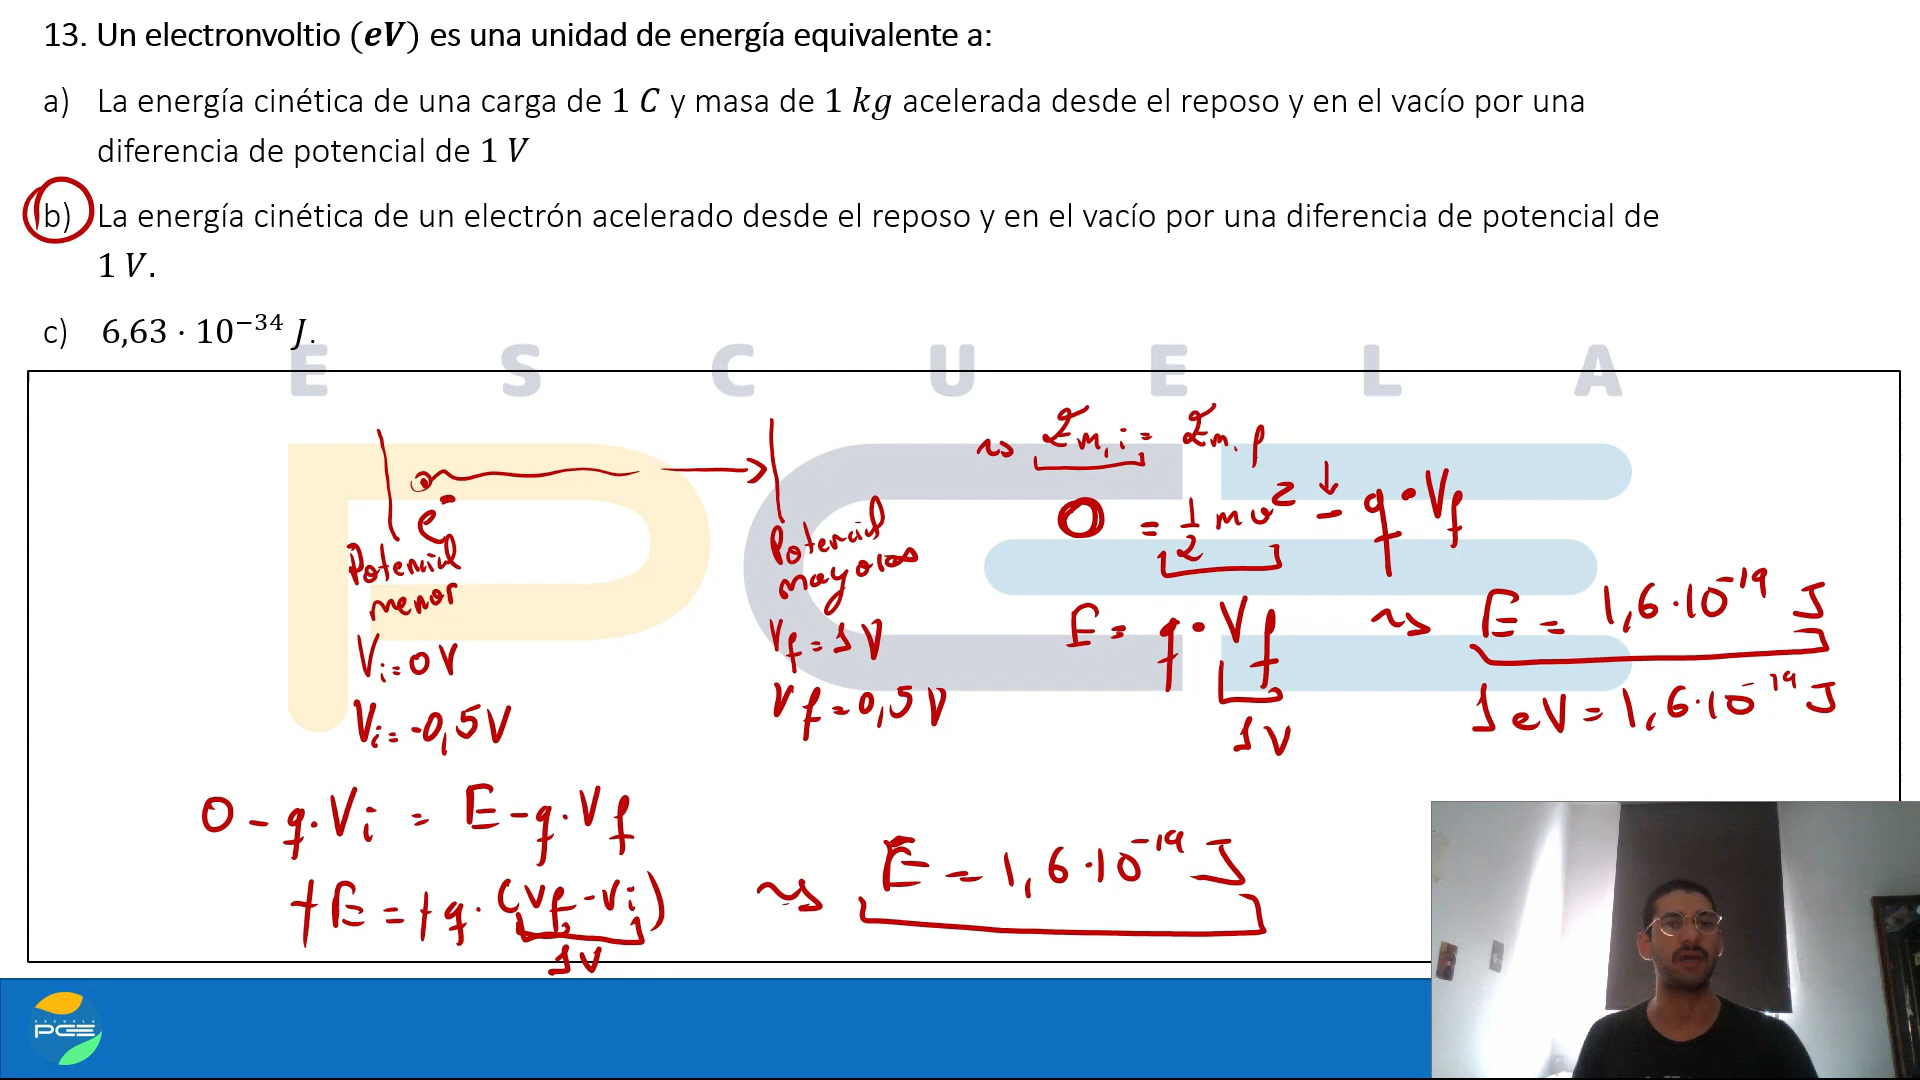 13. Un electronvoltio (eV) es una unidad de energía equivalente a:
a) La energía cinética de una carga de 1 C y masa de 1 kg acelerada desde el reposo y en el vacío por una
diferencia de potencial de 1 V
b) La energía cinética de un electrón acelerado desde el reposo y en el vacío por una diferencia de potencial de
1 V.
c) 6,63 · 10⁻³⁴ J.
E S C U E L A
PCE
e⁻
Potencial
menor
Vi = 0 V
Vi = -0,5 V
Potencial
mayor
Vf = 1 V
Vf = 0,5 V
Em,i = Em,f
0 = 1/2 m v² - q · Vf
E = q · Vf
1 V
E = 1,6 · 10⁻¹⁹ J
1 eV = 1,6 · 10⁻¹⁹ J
0 - q · Vi = E - q · Vf
+E = +q · (Vf - Vi)
1 V
E = 1,6 · 10⁻¹⁹ J
ESCUELA
PCE